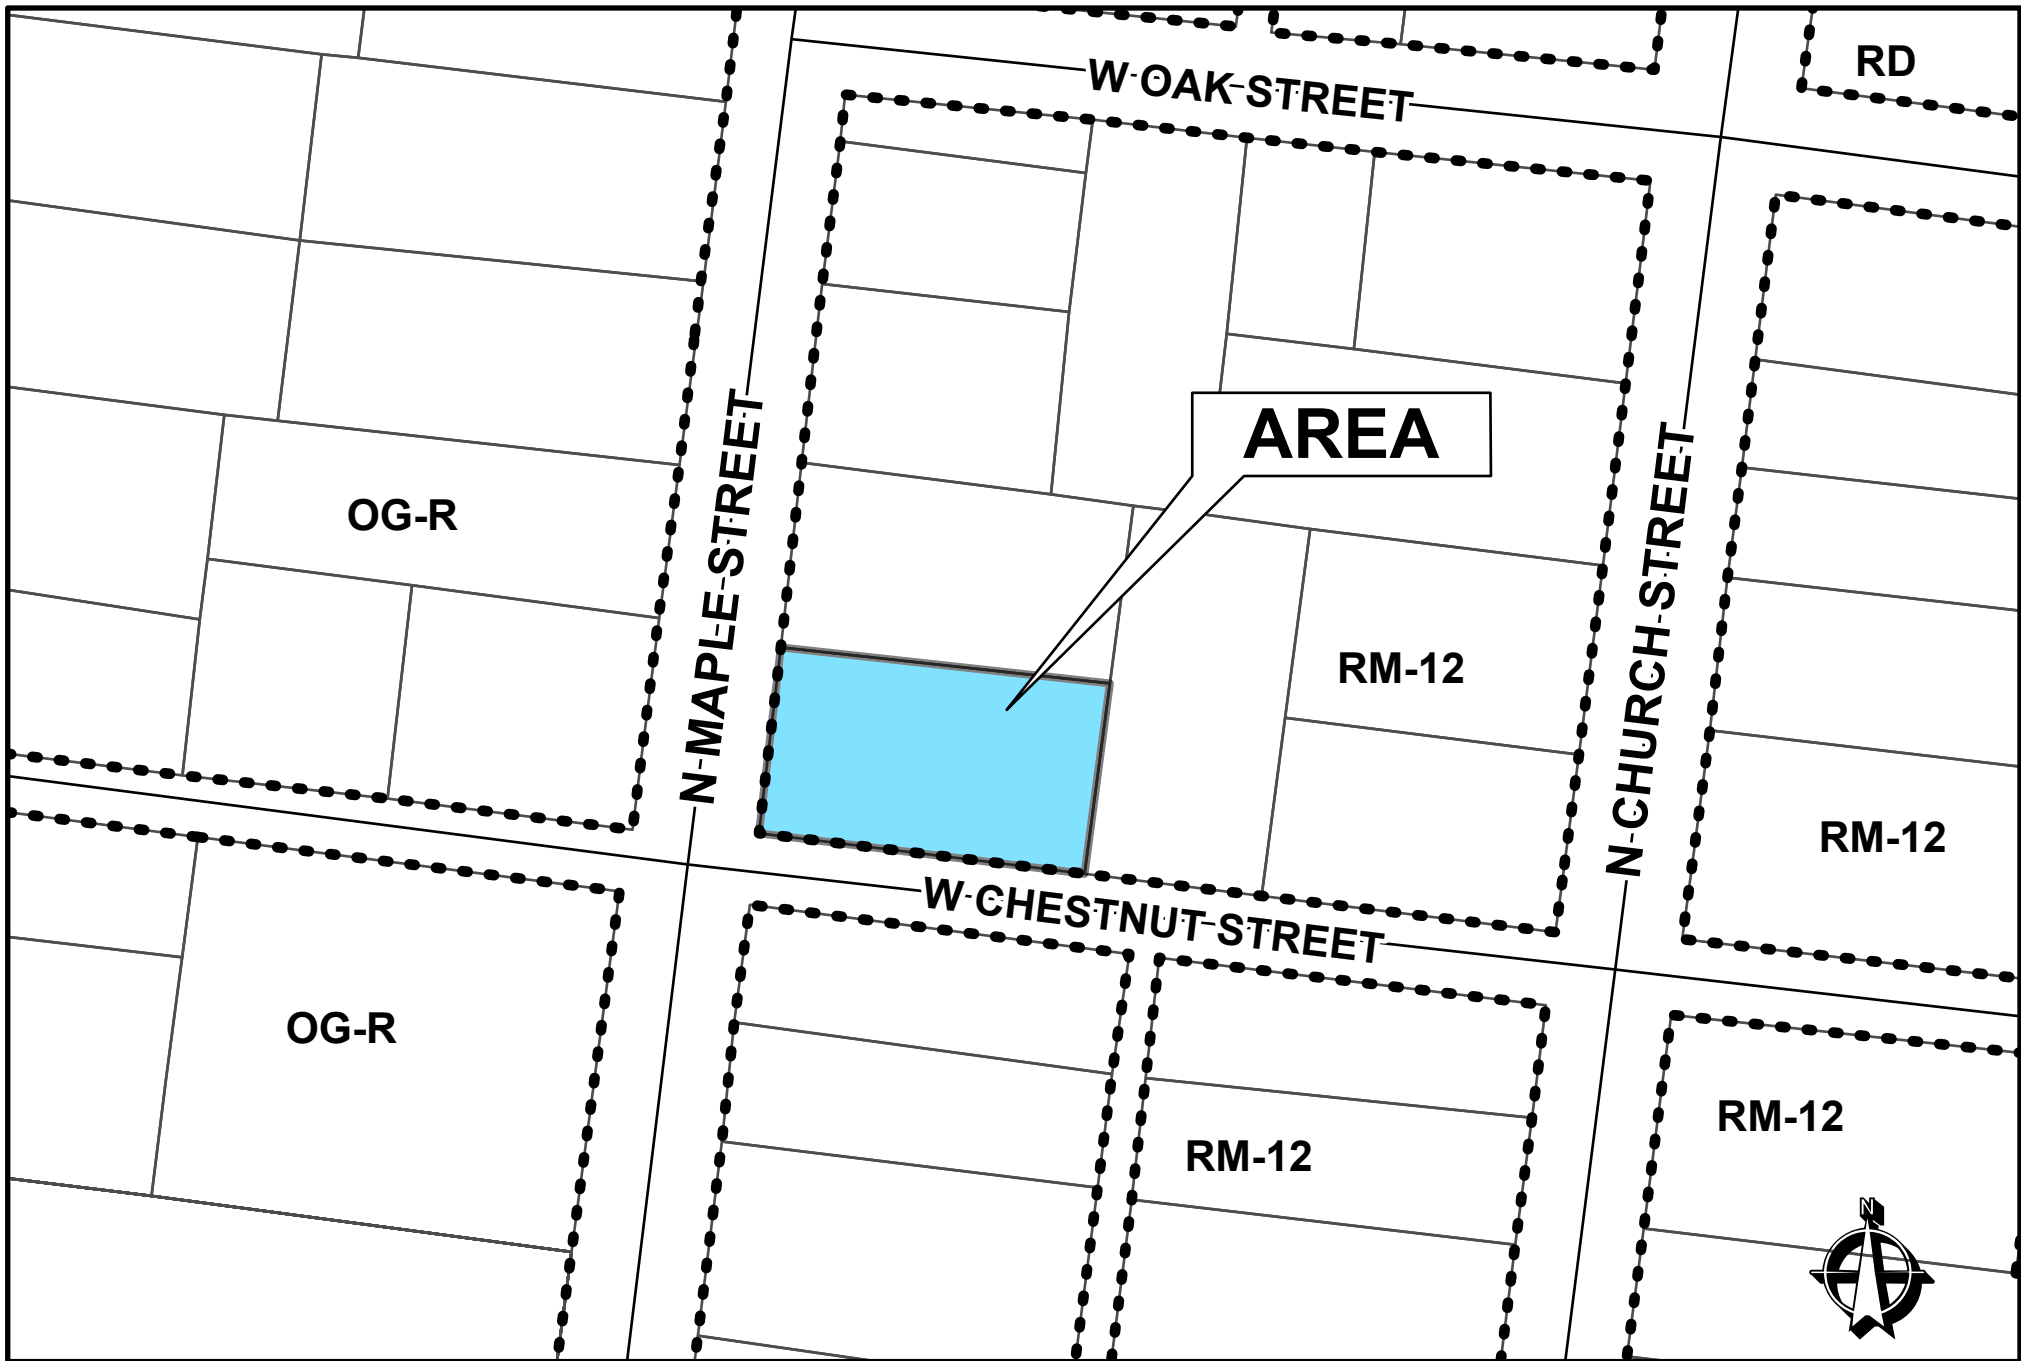 RD
W OAK STREET
AREA
OG-R
N MAPLE STREET
RM-12
N CHURCH STREET
RM-12
W CHESTNUT STREET
OG-R
RM-12
RM-12
N